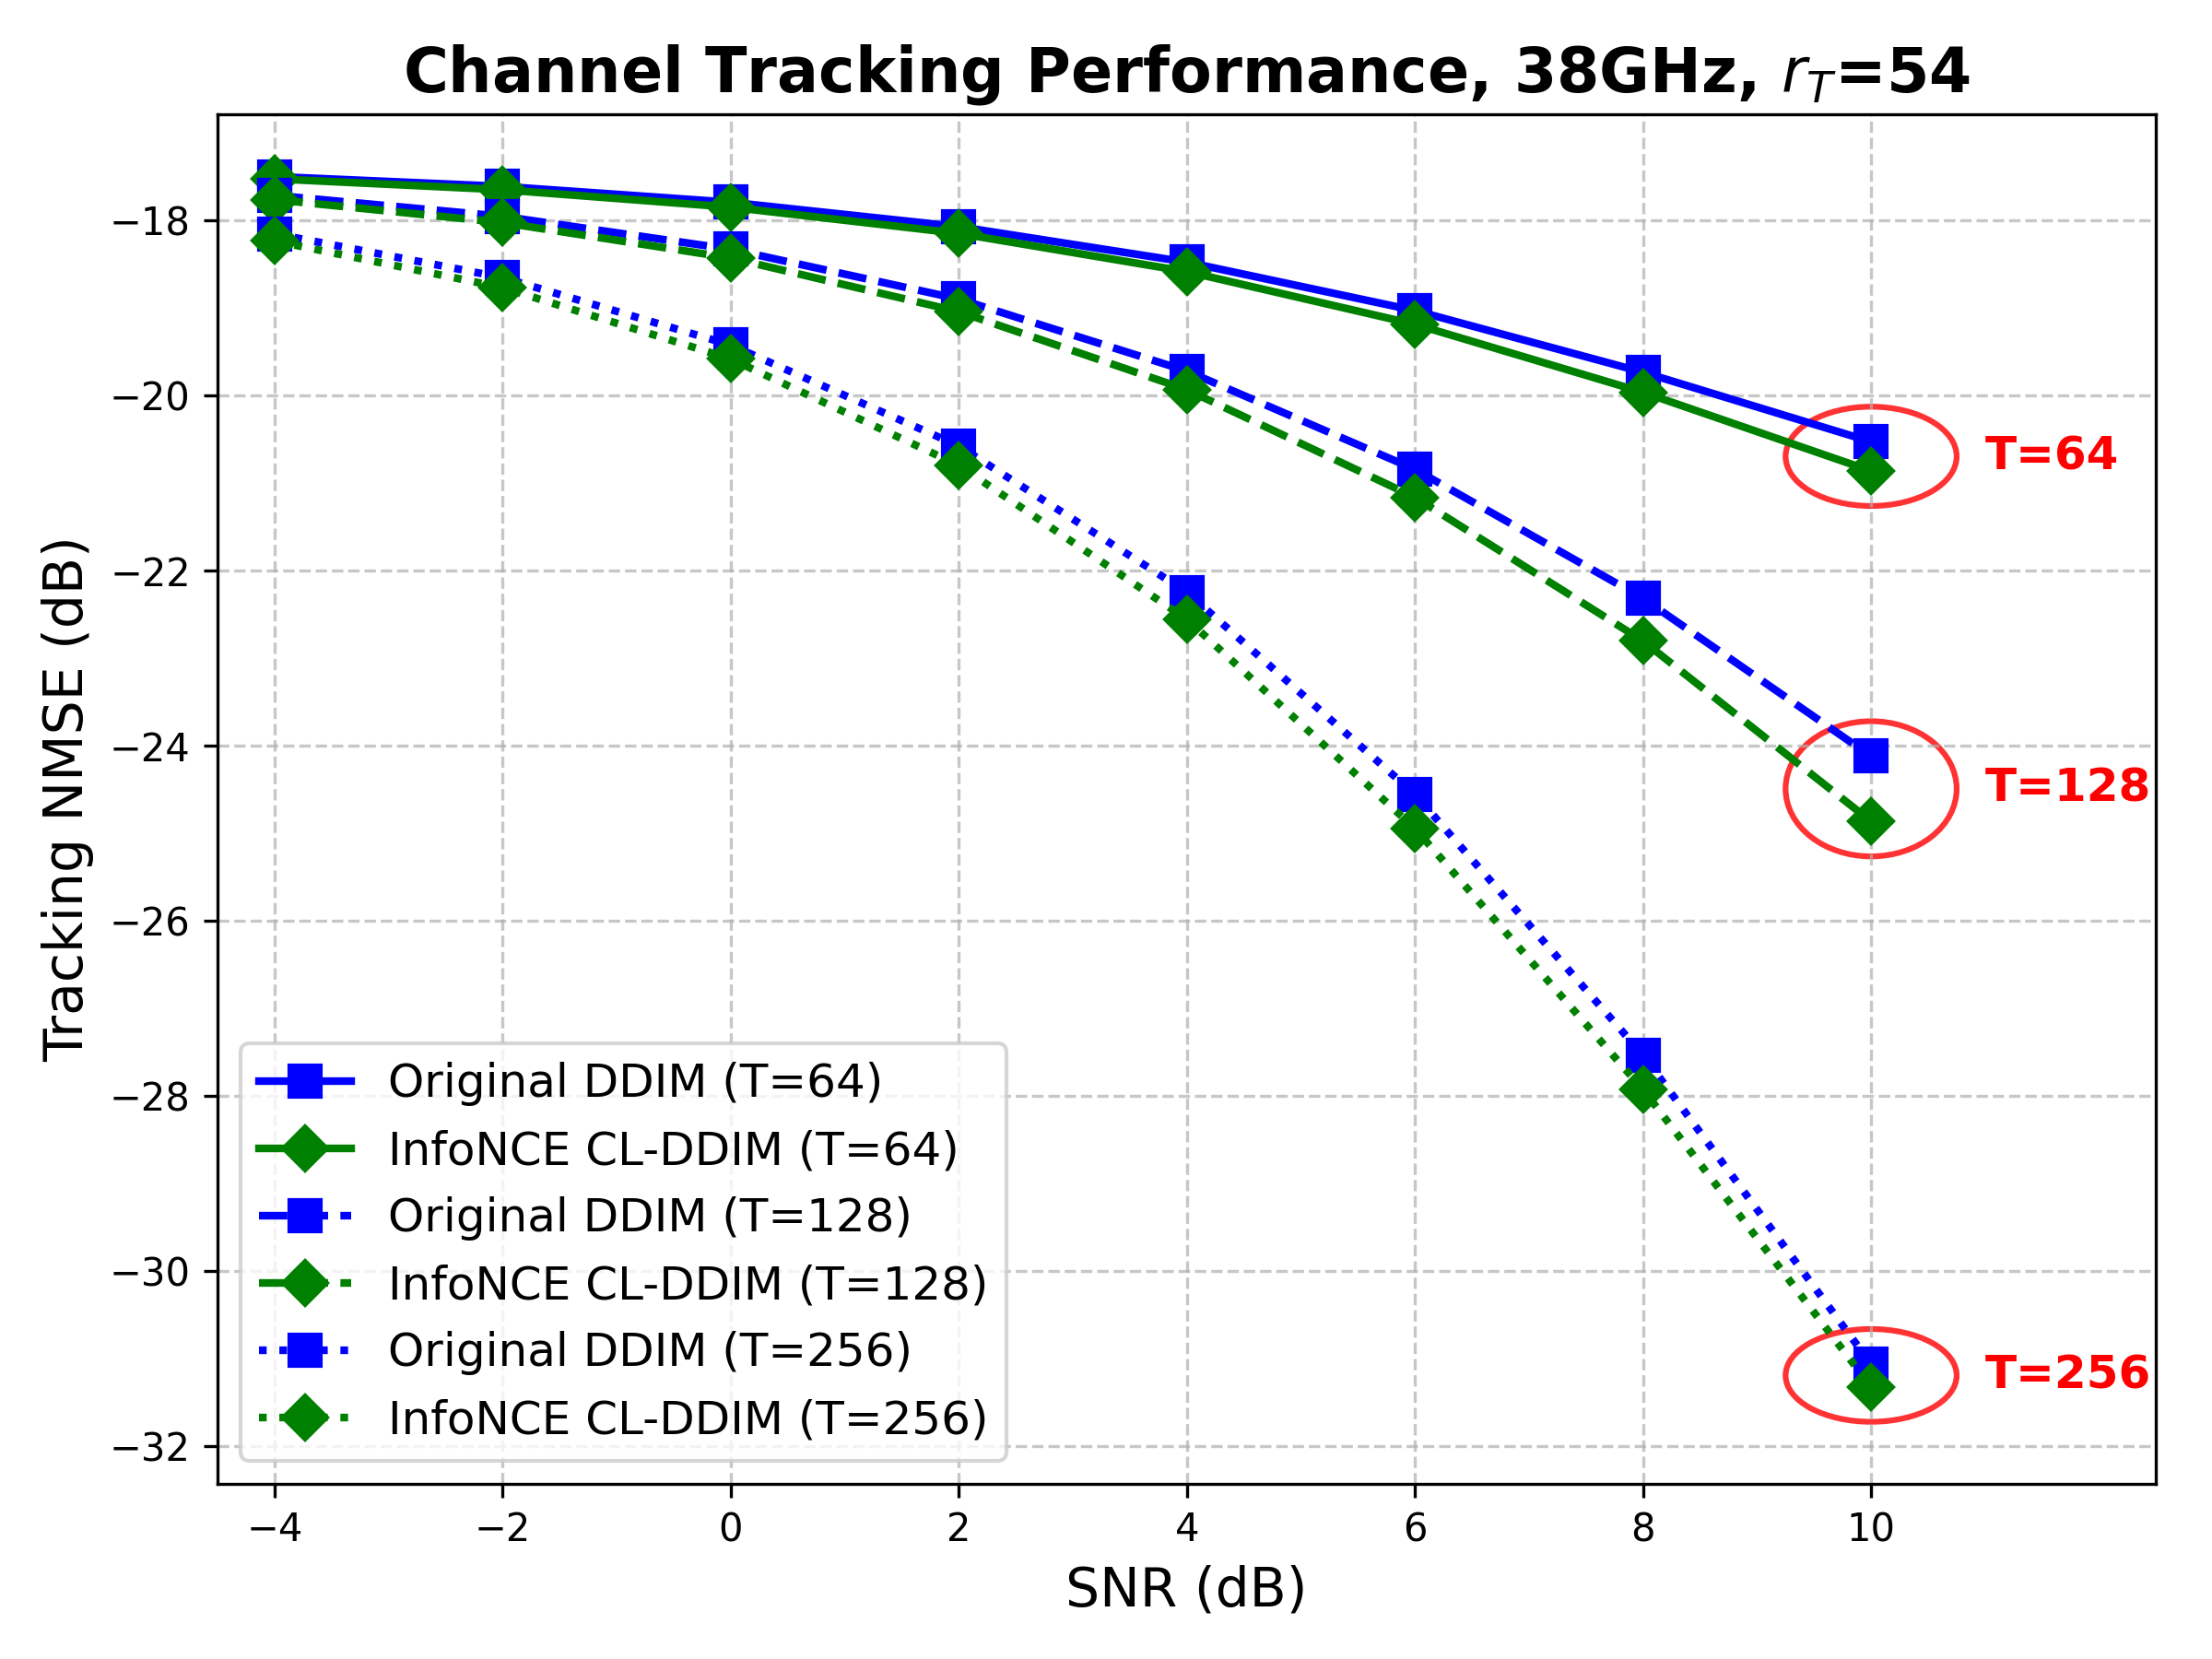 Channel Tracking Performance, 38GHz, r_T=54
Tracking NMSE (dB)
−18
−20
−22
−24
−26
−28
−30
−32
T=64
T=128
T=256
Original DDIM (T=64)
InfoNCE CL-DDIM (T=64)
Original DDIM (T=128)
InfoNCE CL-DDIM (T=128)
Original DDIM (T=256)
InfoNCE CL-DDIM (T=256)
−4 −2 0 2 4 6 8 10
SNR (dB)